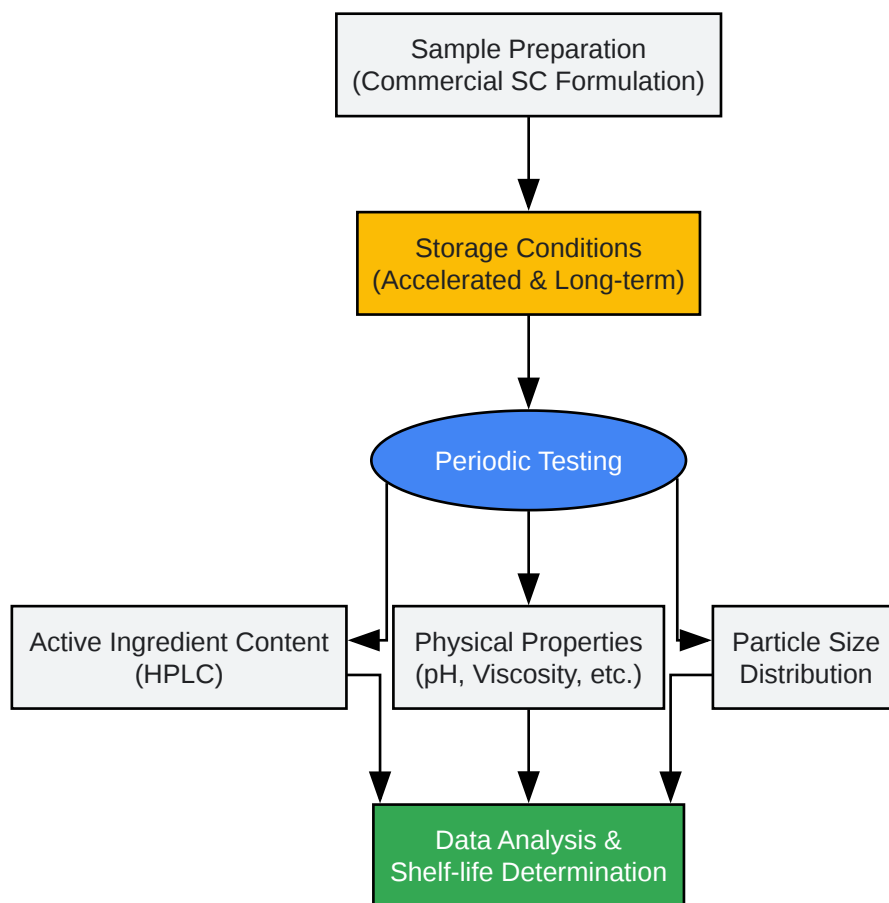 Sample Preparation
(Commercial SC Formulation)
Storage Conditions
(Accelerated & Long-term)
Periodic Testing
Active Ingredient Content
(HPLC)
Physical Properties
(pH, Viscosity, etc.)
Particle Size
Distribution
Data Analysis &
Shelf-life Determination